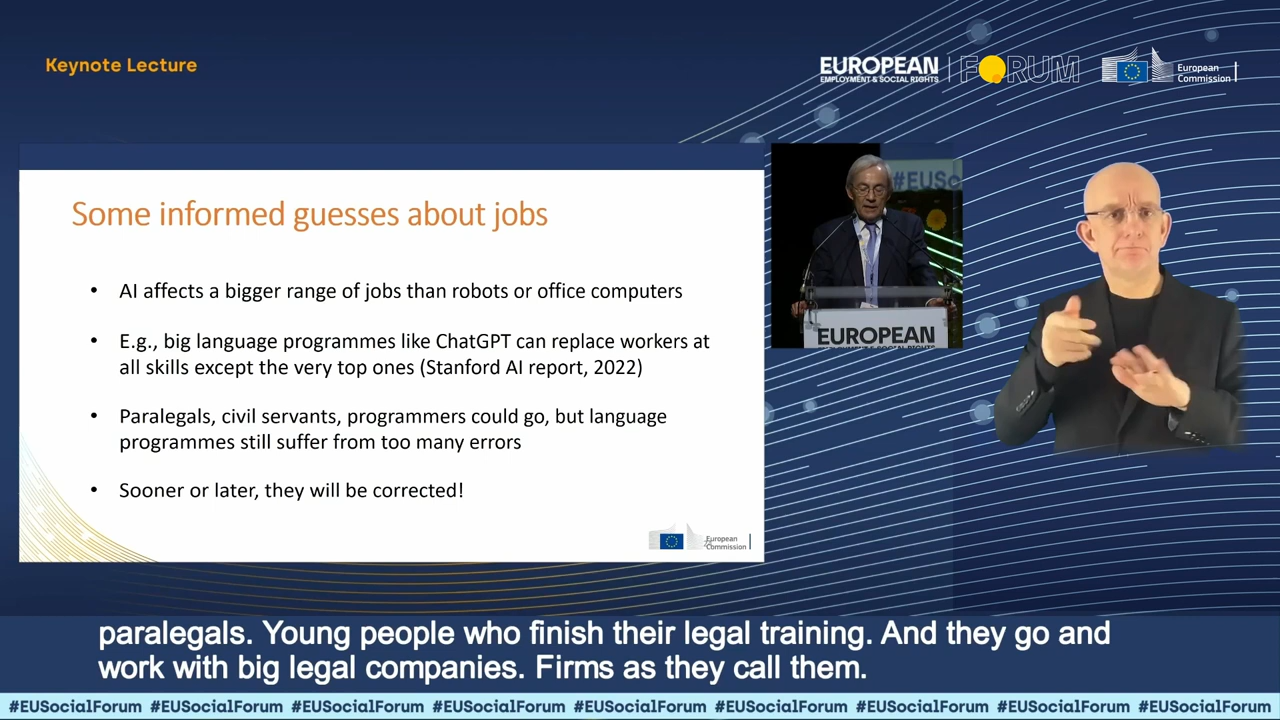 Keynote Lecture
EUROPEAN
EMPLOYMENT & SOCIAL RIGHTS
FORUM
European
Commission
Some informed guesses about jobs
• AI affects a bigger range of jobs than robots or office computers
• E.g., big language programmes like ChatGPT can replace workers at
all skills except the very top ones (Stanford AI report, 2022)
• Paralegals, civil servants, programmers could go, but language
programmes still suffer from too many errors
• Sooner or later, they will be corrected!
European
Commission
#EUSo
EUROPEAN
paralegals. Young people who finish their legal training. And they go and
work with big legal companies. Firms as they call them.
#EUSocialForum #EUSocialForum #EUSocialForum #EUSocialForum #EUSocialForum #EUSocialForum #EUSocialForum #EUSocialForum #EUSocialForum